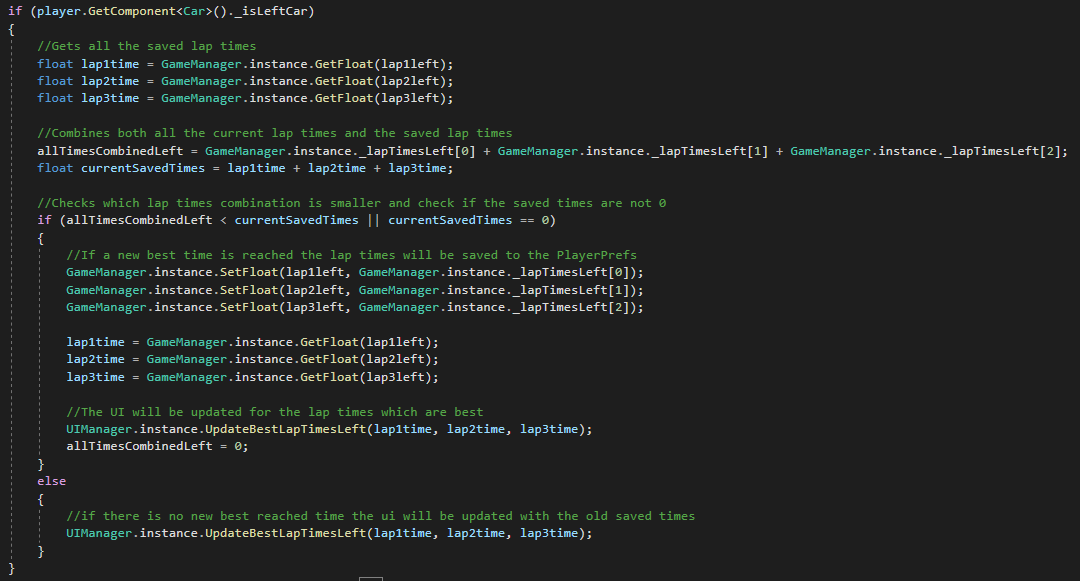 if (player.GetComponent<Car>()._isLeftCar)
{
//Gets all the saved lap times
float lap1time = GameManager.instance.GetFloat(lap1left);
float lap2time = GameManager.instance.GetFloat(lap2left);
float lap3time = GameManager.instance.GetFloat(lap3left);
//Combines both all the current lap times and the saved lap times
allTimesCombinedLeft = GameManager.instance._lapTimesLeft[0] + GameManager.instance._lapTimesLeft[1] + GameManager.instance._lapTimesLeft[2];
float currentSavedTimes = lap1time + lap2time + lap3time;
//Checks which lap times combination is smaller and check if the saved times are not 0
if (allTimesCombinedLeft < currentSavedTimes || currentSavedTimes == 0)
{
//If a new best time is reached the lap times will be saved to the PlayerPrefs
GameManager.instance.SetFloat(lap1left, GameManager.instance._lapTimesLeft[0]);
GameManager.instance.SetFloat(lap2left, GameManager.instance._lapTimesLeft[1]);
GameManager.instance.SetFloat(lap3left, GameManager.instance._lapTimesLeft[2]);
lap1time = GameManager.instance.GetFloat(lap1left);
lap2time = GameManager.instance.GetFloat(lap2left);
lap3time = GameManager.instance.GetFloat(lap3left);
//The UI will be updated for the lap times which are best
UIManager.instance.UpdateBestLapTimesLeft(lap1time, lap2time, lap3time);
allTimesCombinedLeft = 0;
}
else
{
//if there is no new best reached time the ui will be updated with the old saved times
UIManager.instance.UpdateBestLapTimesLeft(lap1time, lap2time, lap3time);
}
}